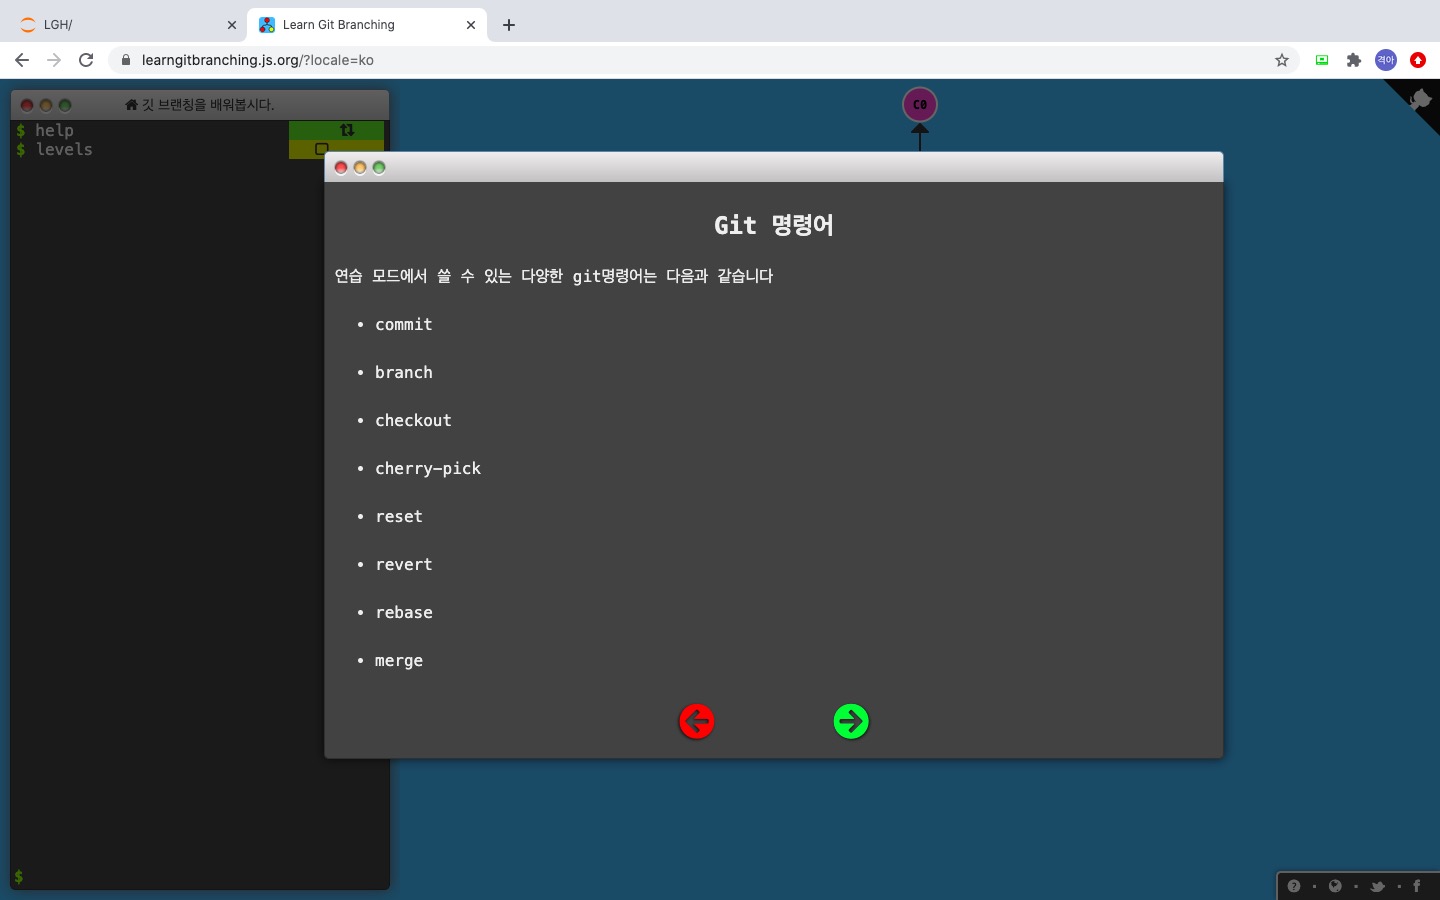 LGH/
Learn Git Branching
learngitbranching.js.org/?locale=ko
격아
깃 브랜칭을 배워봅시다.
$ help
$ levels
C0
Git 명령어
연습 모드에서 쓸 수 있는 다양한 git명령어는 다음과 같습니다
• commit
• branch
• checkout
• cherry-pick
• reset
• revert
• rebase
• merge
$